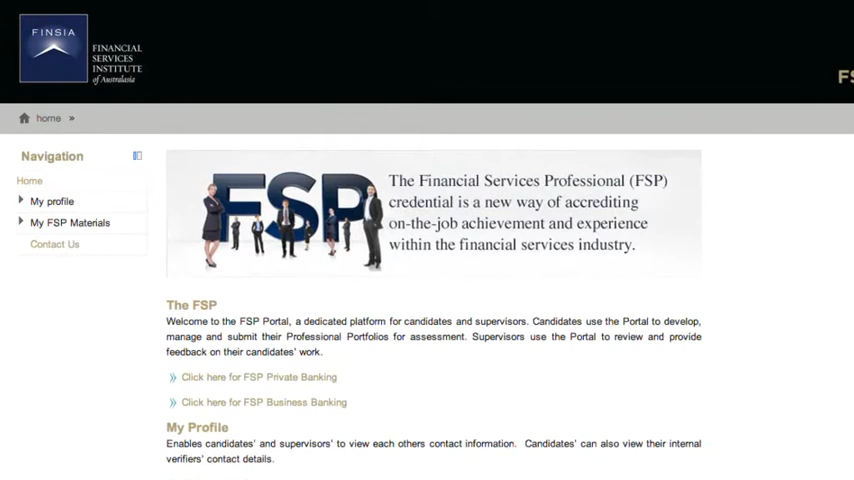 FINSIA
FINANCIAL
SERVICES
INSTITUTE
of Australasia
FS
home »
Navigation
Home
My profile
My FSP Materials
Contact Us
FSP
The Financial Services Professional (FSP)
credential is a new way of accrediting
on-the-job achievement and experience
within the financial services industry.
The FSP
Welcome to the FSP Portal, a dedicated platform for candidates and supervisors. Candidates use the Portal to develop,
manage and submit their Professional Portfolios for assessment. Supervisors use the Portal to review and provide
feedback on their candidates' work.
Click here for FSP Private Banking
Click here for FSP Business Banking
My Profile
Enables candidates' and supervisors' to view each others contact information. Candidates' can also view their internal
verifiers' contact details.